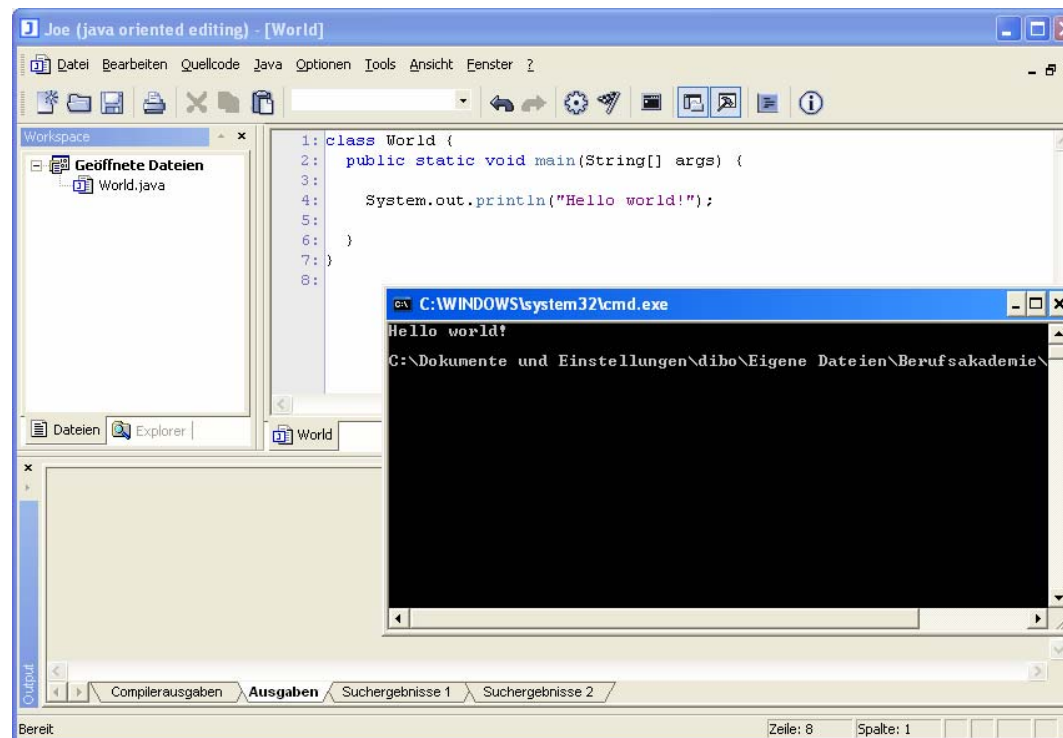 Joe (java oriented editing) - [World]
Datei Bearbeiten Quellcode Java Optionen Tools Ansicht Fenster ?
Workspace
Geöffnete Dateien
World.java
Dateien Explorer
1: class World {
2: public static void main(String[] args) {
3:
4: System.out.println("Hello world!");
5:
6: }
7: }
8:
World
C:\WINDOWS\system32\cmd.exe
Hello world!
C:\Dokumente und Einstellungen\dibo\Eigene Dateien\Berufsakademie\
Output
Compilerausgaben Ausgaben Suchergebnisse 1 Suchergebnisse 2
Bereit Zeile: 8 Spalte: 1